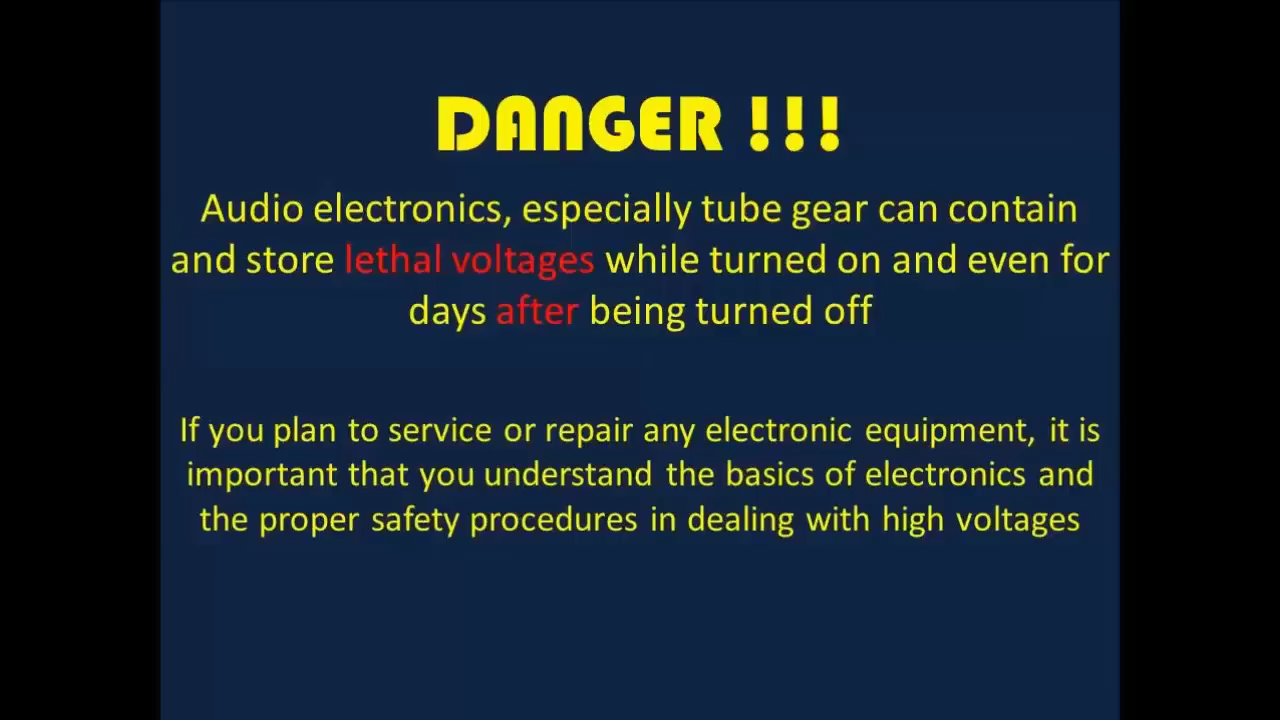 DANGER !!!
Audio electronics, especially tube gear can contain
and store lethal voltages while turned on and even for
days after being turned off
If you plan to service or repair any electronic equipment, it is
important that you understand the basics of electronics and
the proper safety procedures in dealing with high voltages